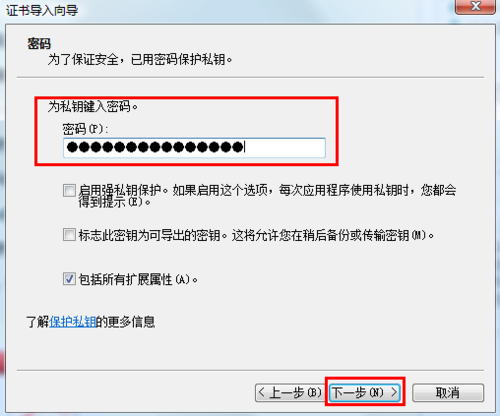 证书导入向导
密码
为了保证安全,已用密码保护私钥。
为私钥键入密码。
密码(P):
●●●●●●●●●●●●●●●
启用强私钥保护。如果启用这个选项,每次应用程序使用私钥时,您都会
得到提示(E)。
标志此密钥为可导出的密钥。这将允许您在稍后备份或传输密钥(M)。
包括所有扩展属性(A)。
了解保护私钥的更多信息
< 上一步(B) 下一步(N) > 取消